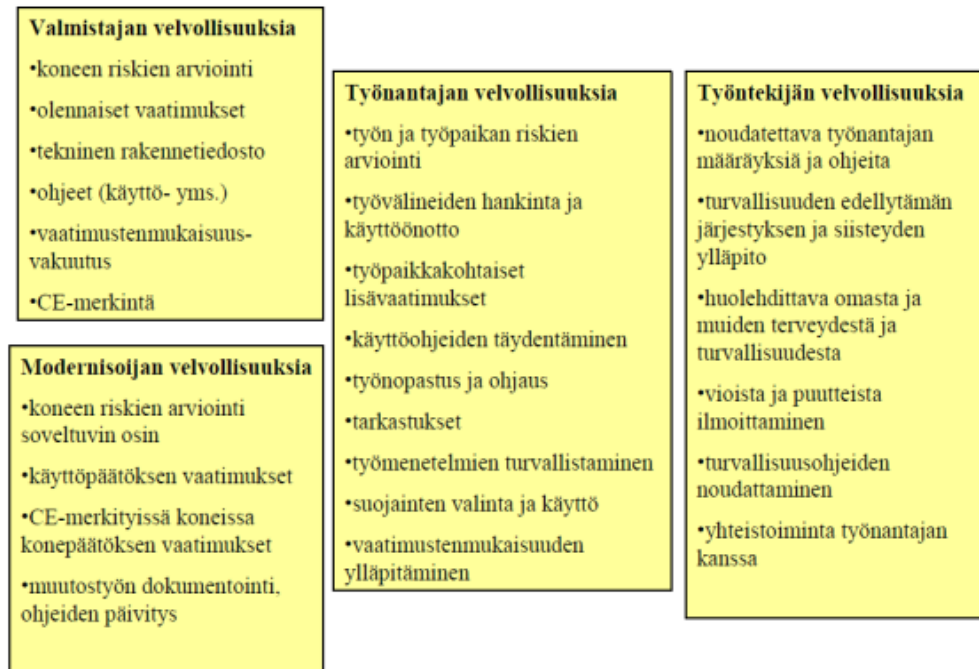 Valmistajan velvollisuuksia
•koneen riskien arviointi
•olennaiset vaatimukset
•tekninen rakennetiedosto
•ohjeet (käyttö- yms.)
•vaatimustenmukaisuus-
vakuutus
•CE-merkintä
Modernisoijan velvollisuuksia
•koneen riskien arviointi
soveltuvin osin
•käyttöpäätöksen vaatimukset
•CE-merkityissä koneissa
konepäätöksen vaatimukset
•muutostyön dokumentointi,
ohjeiden päivitys
Työnantajan velvollisuuksia
•työn ja työpaikan riskien
arviointi
•työvälineiden hankinta ja
käyttöönotto
•työpaikkakohtaiset
lisävaatimukset
•käyttöohjeiden täydentäminen
•työnopastus ja ohjaus
•tarkastukset
•työmenetelmien turvallistaminen
•suojainten valinta ja käyttö
•vaatimustenmukaisuuden
ylläpitäminen
Työntekijän velvollisuuksia
•noudatettava työnantajan
määräyksiä ja ohjeita
•turvallisuuden edellytämän
järjestyksen ja siisteyden
ylläpito
•huolehdittava omasta ja
muiden terveydestä ja
turvallisuudesta
•vioista ja puutteista
ilmoittaminen
•turvallisuusohjeiden
noudattaminen
•yhteistoiminta työnantajan
kanssa